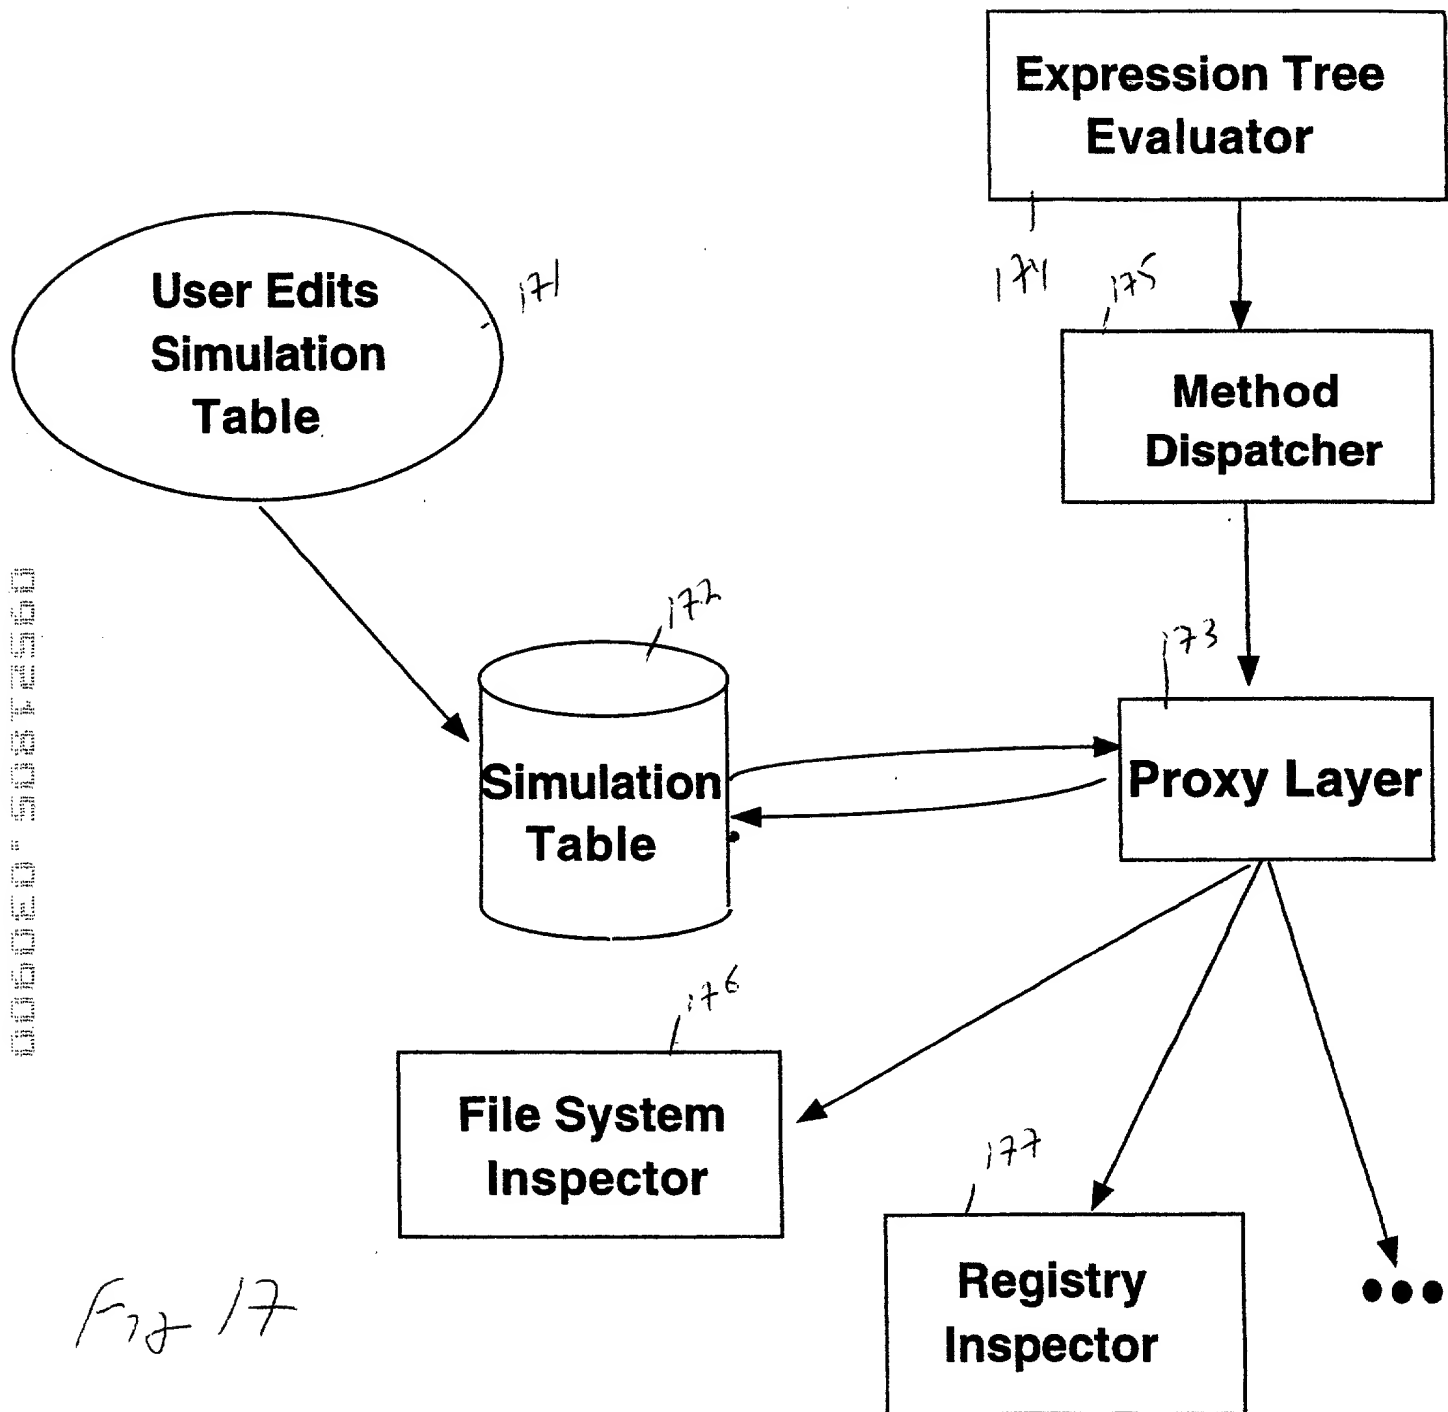 Expression Tree
Evaluator
174
175
User Edits
Simulation
Table
171
Method
Dispatcher
172
173
Simulation
Table
Proxy Layer
176
File System
Inspector
177
Registry
Inspector
Fig 17